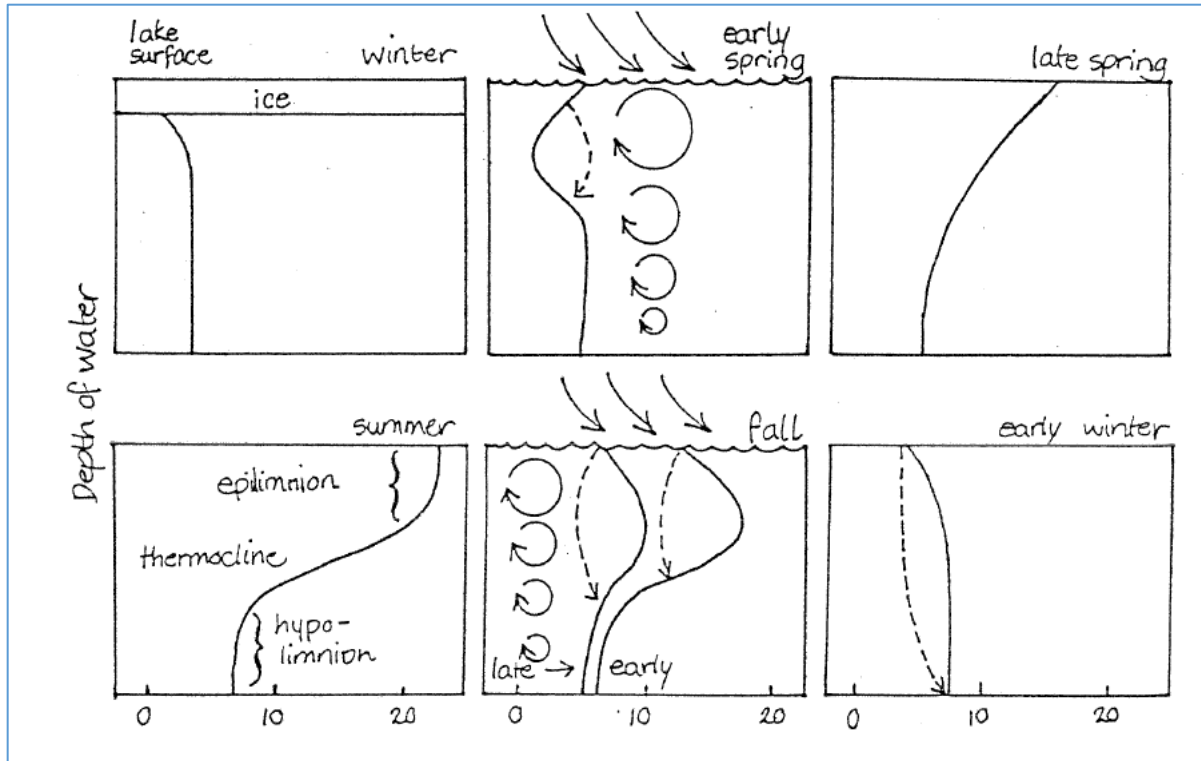 lake
surface
winter
ice
early
spring
late spring
Depth of water
summer
epilimnion
thermocline
hypo-
limnion
fall
late →
early
early winter
0 10 20
0 10 20
0 10 20